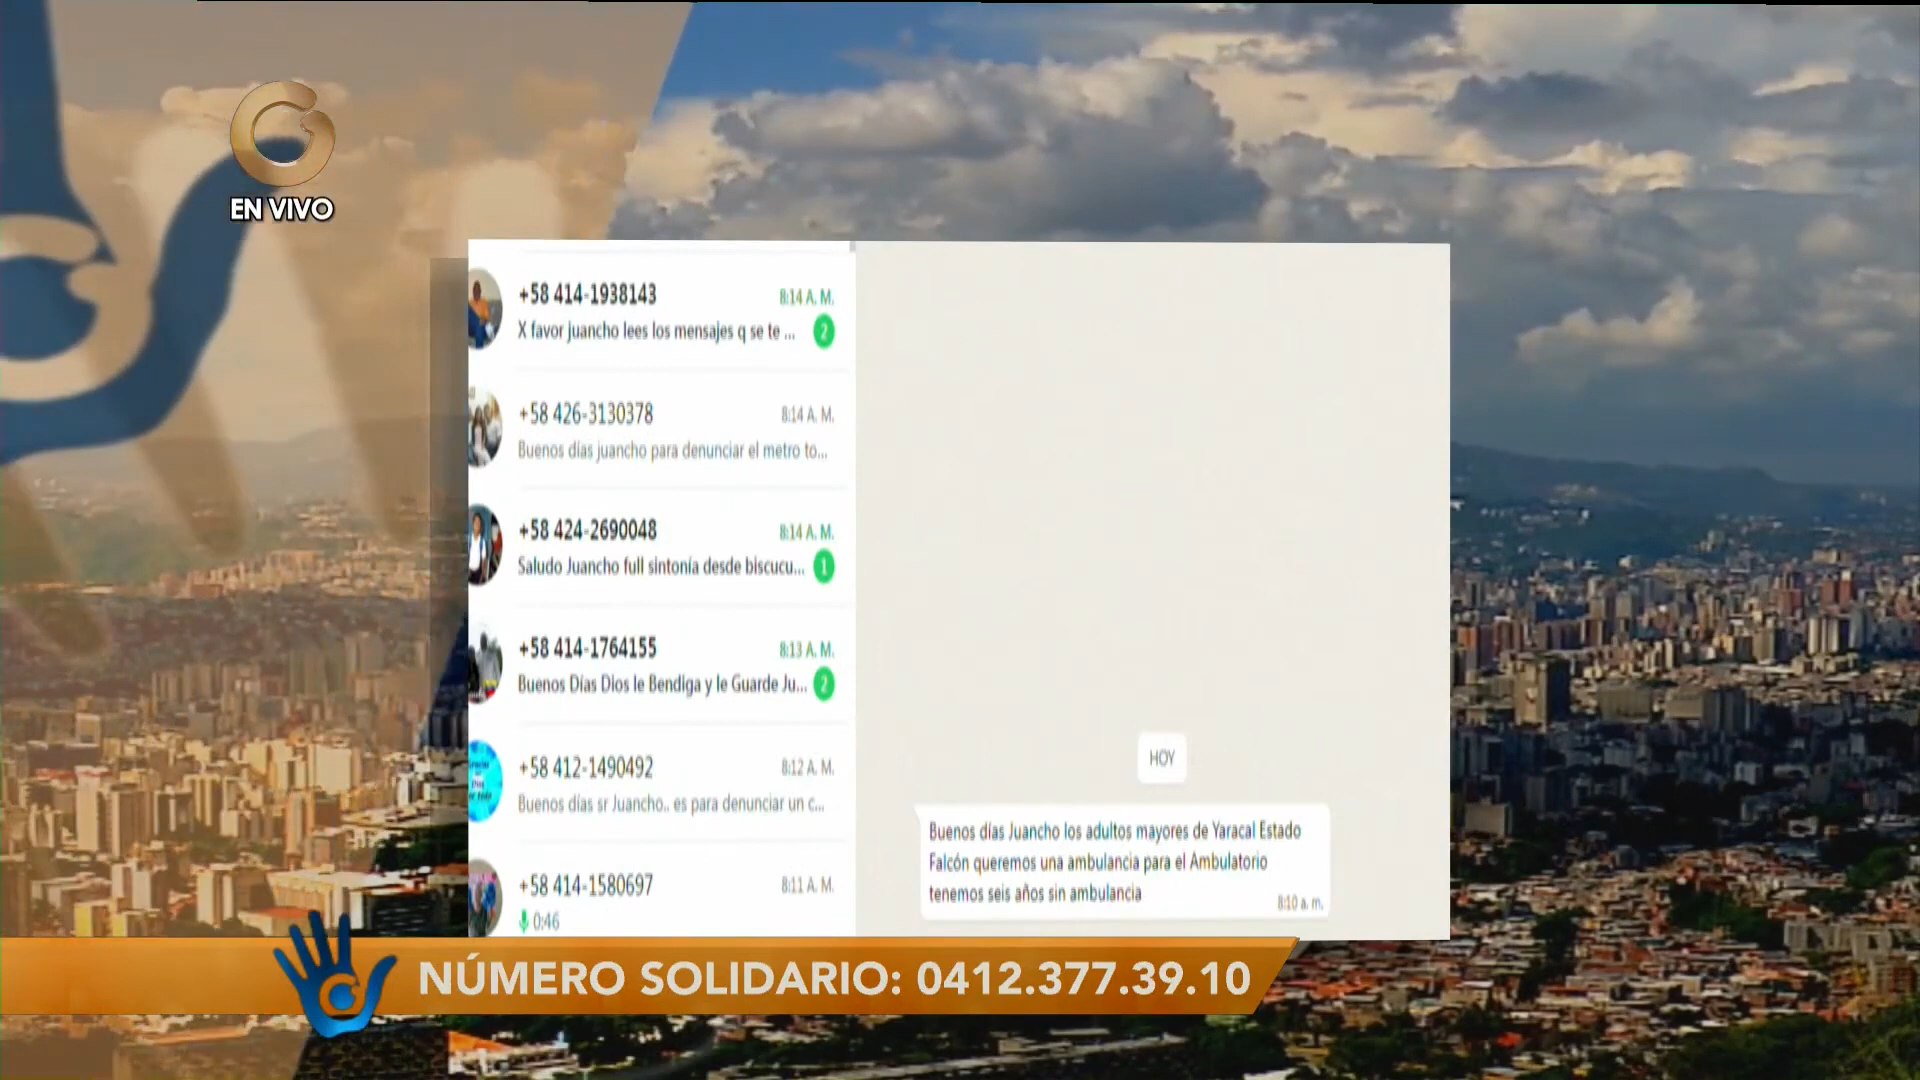 EN VIVO
+58 414-1938143
8:14 A. M.
X favor juancho lees los mensajes q se te ...
2
+58 426-3130378
8:14 A. M.
Buenos días juancho para denunciar el metro to...
+58 424-2690048
8:14 A. M.
Saludo Juancho full sintonía desde biscucu...
1
+58 414-1764155
8:13 A. M.
Buenos Días Dios le Bendiga y le Guarde Ju...
2
+58 412-1490492
8:12 A. M.
Buenos días sr Juancho.. es para denunciar un c...
+58 414-1580697
8:11 A. M.
0:46
HOY
Buenos días Juancho los adultos mayores de Yaracal Estado
Falcón queremos una ambulancia para el Ambulatorio
tenemos seis años sin ambulancia
8:10 a. m.
NÚMERO SOLIDARIO: 0412.377.39.10